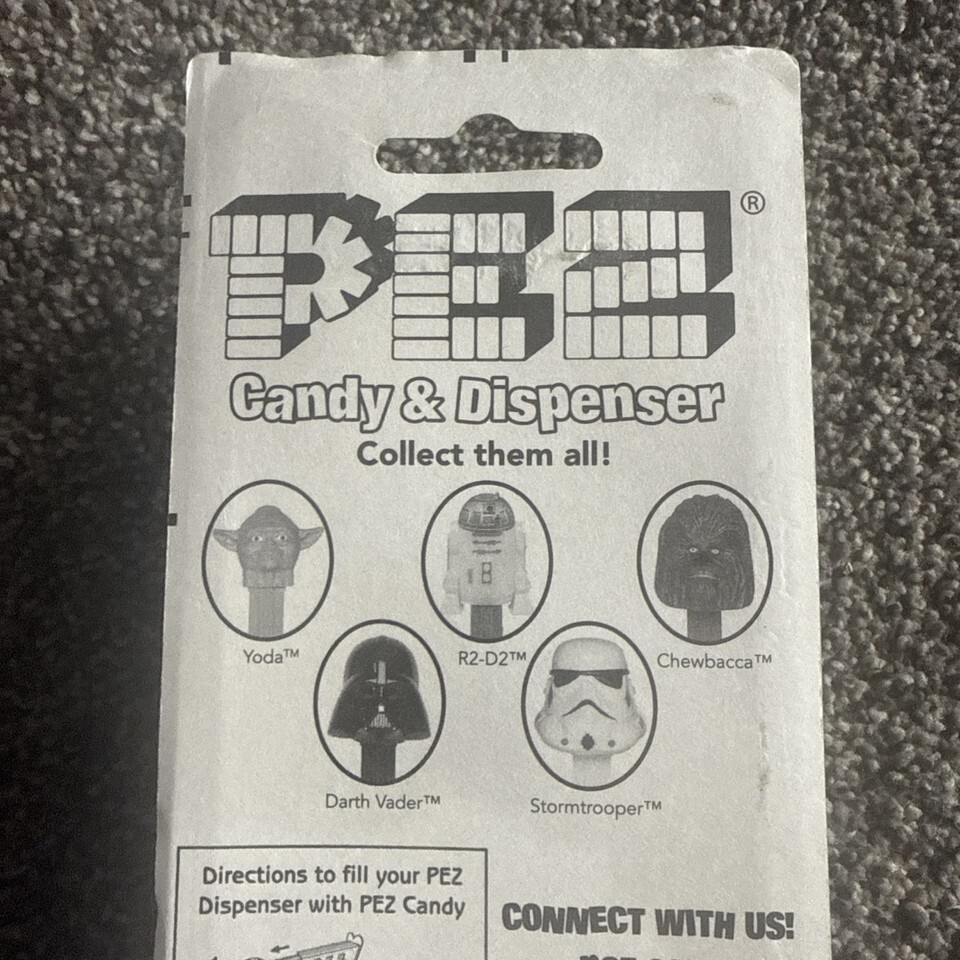 PEZ®
Candy & Dispenser
Collect them all!
Yoda™
R2-D2™
Chewbacca™
Darth Vader™
Stormtrooper™
Directions to fill your PEZ
Dispenser with PEZ Candy
CONNECT WITH US!